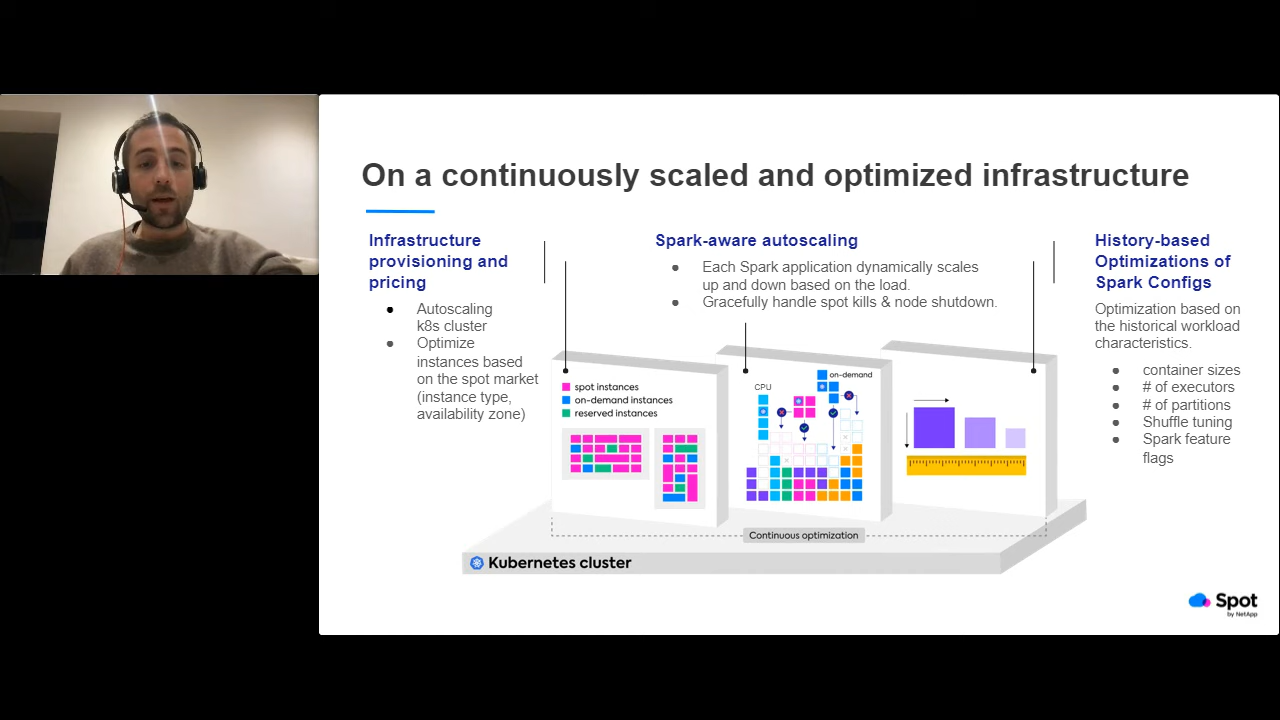 On a continuously scaled and optimized infrastructure
Infrastructure
provisioning and
pricing
Autoscaling
k8s cluster
Optimize
instances based
on the spot market
(instance type,
availability zone)
Spark-aware autoscaling
Each Spark application dynamically scales
up and down based on the load.
Gracefully handle spot kills & node shutdown.
History-based
Optimizations of
Spark Configs
Optimization based on
the historical workload
characteristics.
container sizes
# of executors
# of partitions
Shuffle tuning
Spark feature
flags
spot instances
on-demand instances
reserved instances
CPU
on-demand
Continuous optimization
Kubernetes cluster
Spot
by NetApp